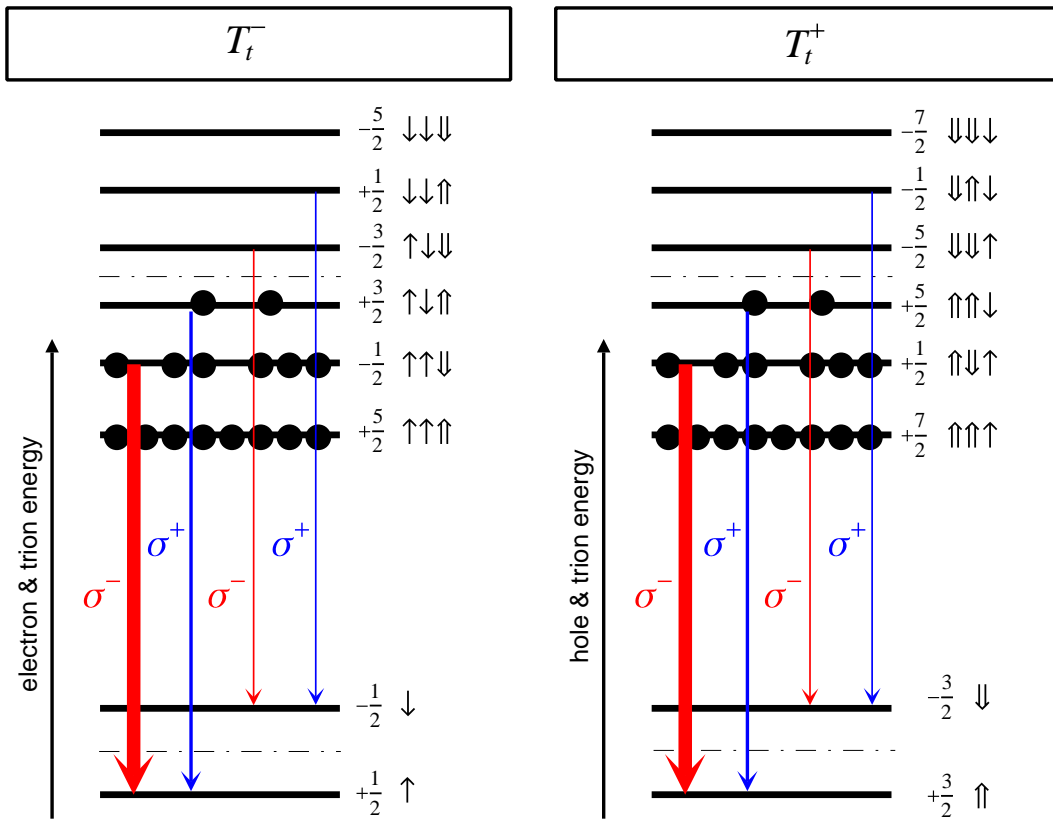 T_t^-
−5/2 ↓↓⇓
+1/2 ↓↓⇑
−3/2 ↑↓⇓
+3/2 ↑↓⇑
−1/2 ↑↑⇓
+5/2 ↑↑⇑
σ^+ σ^+
σ^- σ^-
−1/2 ↓
+1/2 ↑
electron & trion energy
T_t^+
−7/2 ⇓⇓↓
−1/2 ⇓⇑↓
−5/2 ⇓⇓↑
+5/2 ⇑⇑↓
+1/2 ⇑⇓↑
+7/2 ⇑⇑↑
σ^+ σ^+
σ^- σ^-
−3/2 ⇓
+3/2 ⇑
hole & trion energy